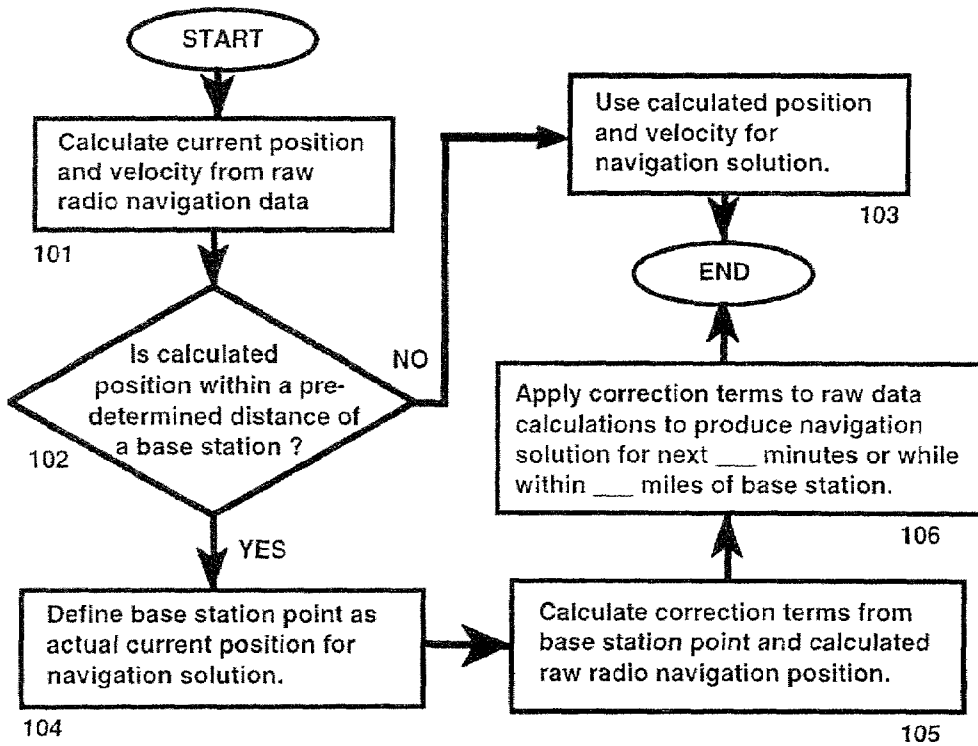 START
Calculate current position
and velocity from raw
radio navigation data
101
Is calculated
position within a pre-
determined distance of
a base station ?
102
NO
Use calculated position
and velocity for
navigation solution.
103
END
YES
Define base station point as
actual current position for
navigation solution.
104
Calculate correction terms from
base station point and calculated
raw radio navigation position.
105
Apply correction terms to raw data
calculations to produce navigation
solution for next ___ minutes or while
within ___ miles of base station.
106